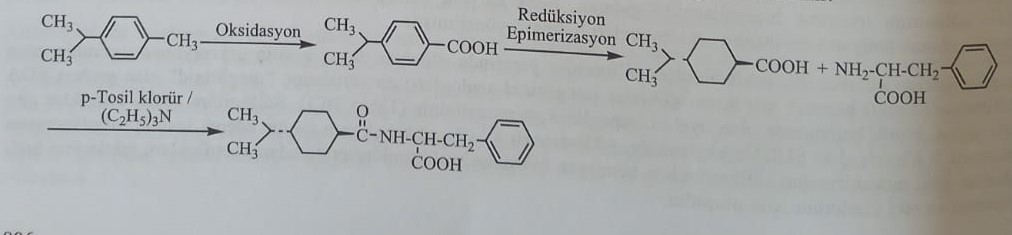 CH₃
CH₃
CH₃
Oksidasyon
CH₃
CH₃
COOH
Redüksiyon
Epimerizasyon
CH₃
CH₃
COOH + NH₂-CH-CH₂
COOH
p-Tosil klorür /
(C₂H₅)₃N
CH₃
CH₃
O
C-NH-CH-CH₂
COOH